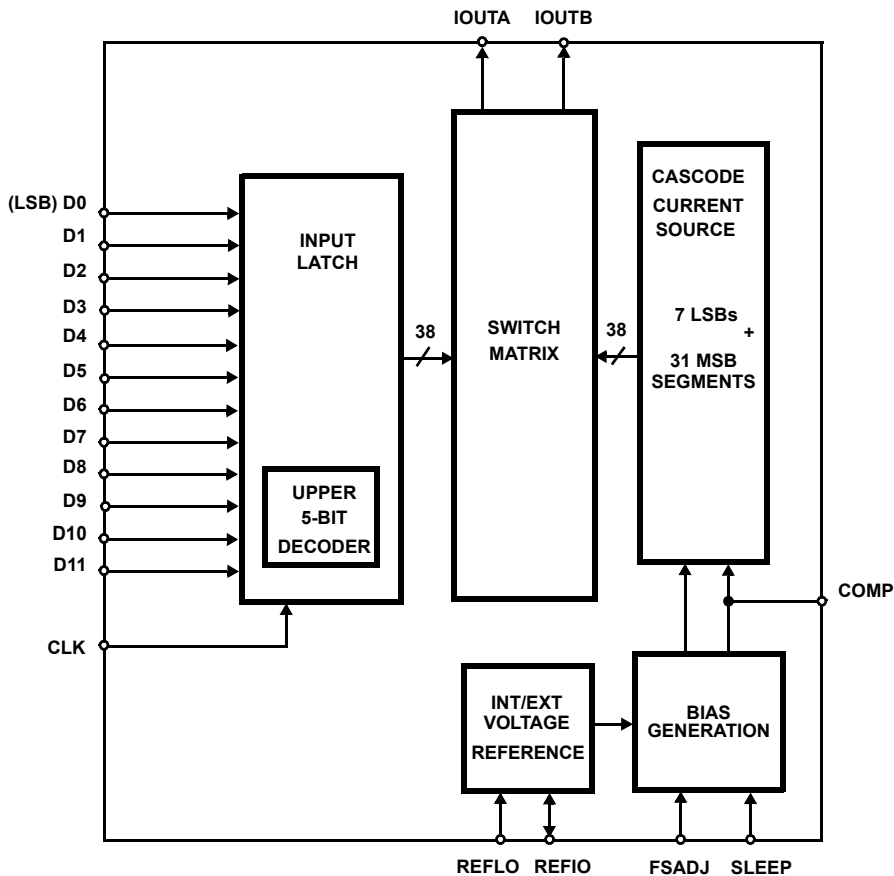 IOUTA IOUTB
CASCODE
CURRENT
SOURCE
7 LSBs
+
31 MSB
SEGMENTS
(LSB) D0
D1
D2
D3
D4
D5
D6
D7
D8
D9
D10
D11
CLK
INPUT
LATCH
UPPER
5-BIT
DECODER
38
SWITCH
MATRIX
38
COMP
INT/EXT
VOLTAGE
REFERENCE
BIAS
GENERATION
REFLO REFIO FSADJ SLEEP